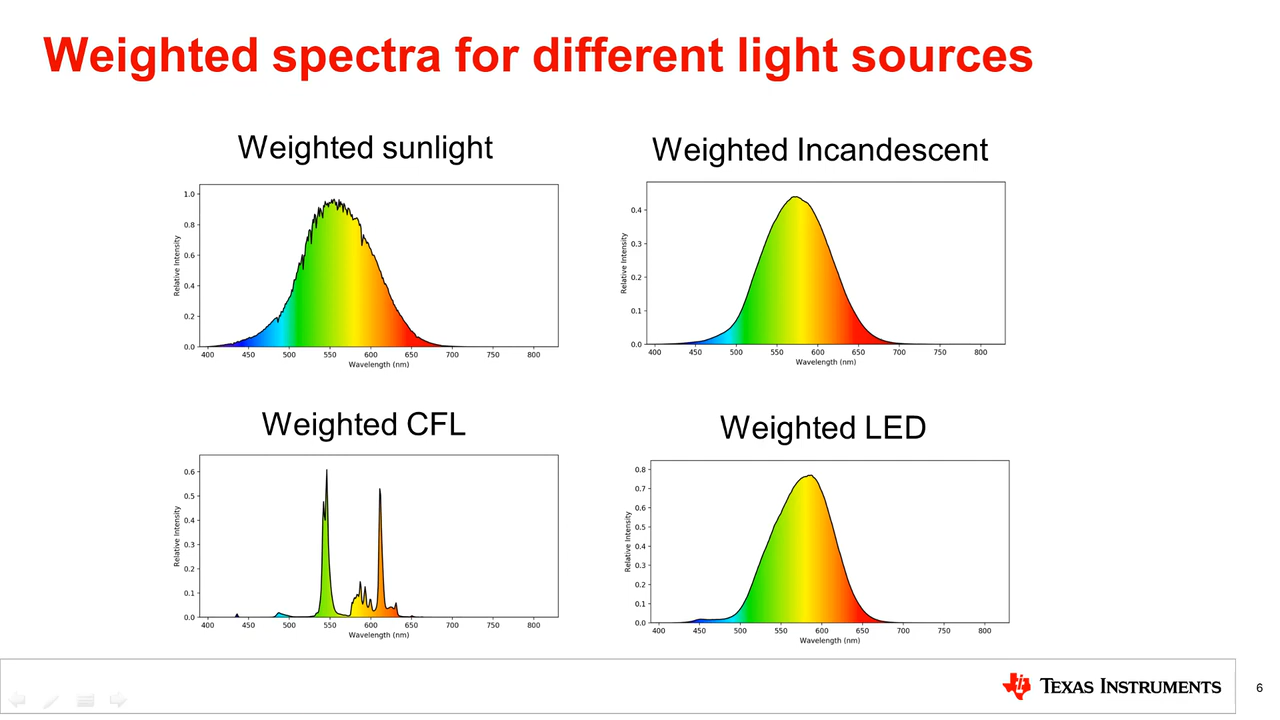 Weighted spectra for different light sources
Weighted sunlight
1.0
0.8
0.6
0.4
0.2
0.0
Relative Intensity
400 450 500 550 600 650 700 750 800
Wavelength (nm)
Weighted Incandescent
0.4
0.3
0.2
0.1
0.0
Relative Intensity
400 450 500 550 600 650 700 750 800
Wavelength (nm)
Weighted CFL
0.6
0.5
0.4
0.3
0.2
0.1
0.0
Relative Intensity
400 450 500 550 600 650 700 750 800
Wavelength (nm)
Weighted LED
0.8
0.7
0.6
0.5
0.4
0.3
0.2
0.1
0.0
Relative Intensity
400 450 500 550 600 650 700 750 800
Wavelength (nm)
TEXAS INSTRUMENTS
6